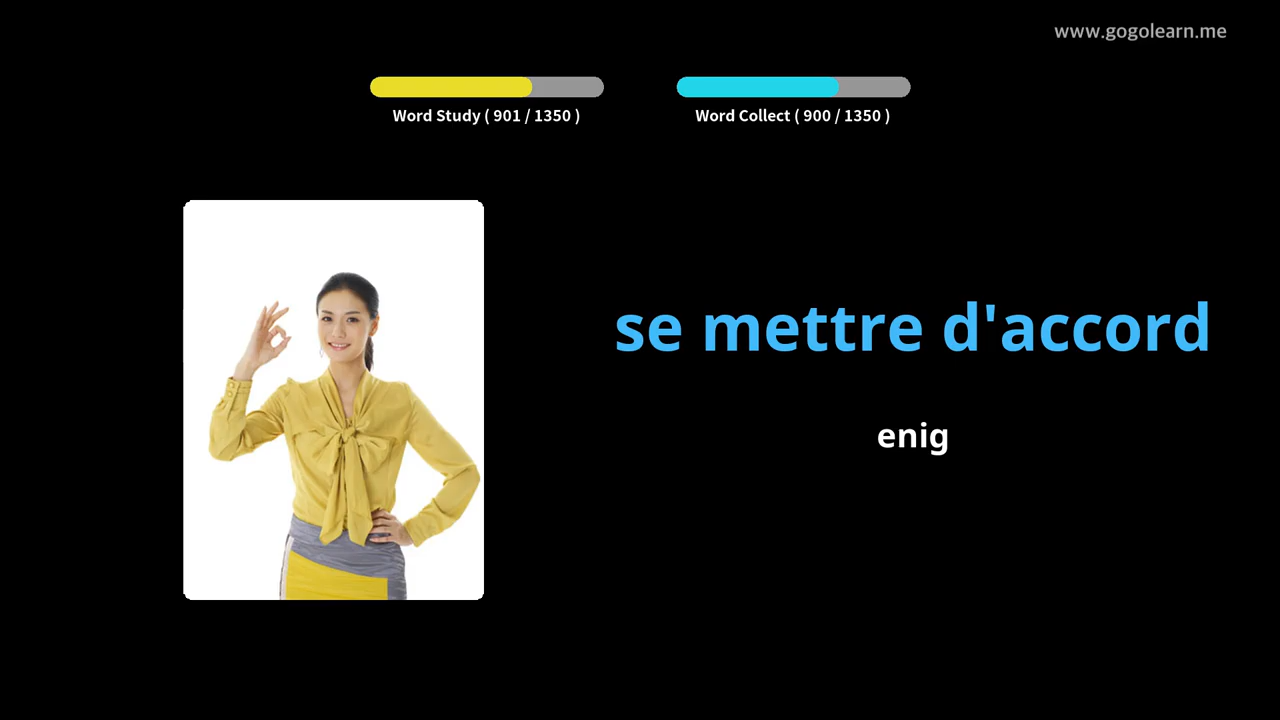 www.gogolearn.me
Word Study ( 901 / 1350 )
Word Collect ( 900 / 1350 )
se mettre d'accord
enig